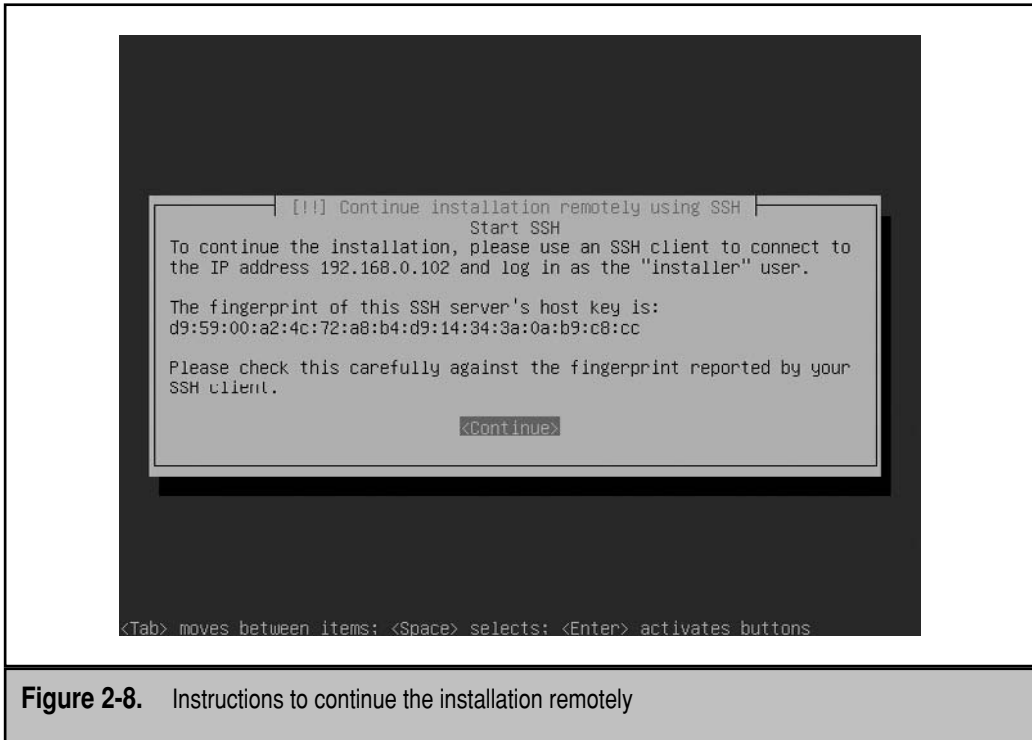 [!!] Continue installation remotely using SSH
Start SSH
To continue the installation, please use an SSH client to connect to
the IP address 192.168.0.102 and log in as the "installer" user.
The fingerprint of this SSH server's host key is:
d9:59:00:a2:4c:72:a8:b4:d9:14:34:3a:0a:b9:c8:cc
Please check this carefully against the fingerprint reported by your
SSH client.
<Continue>
<Tab> moves between items; <Space> selects; <Enter> activates buttons
Figure 2-8. Instructions to continue the installation remotely